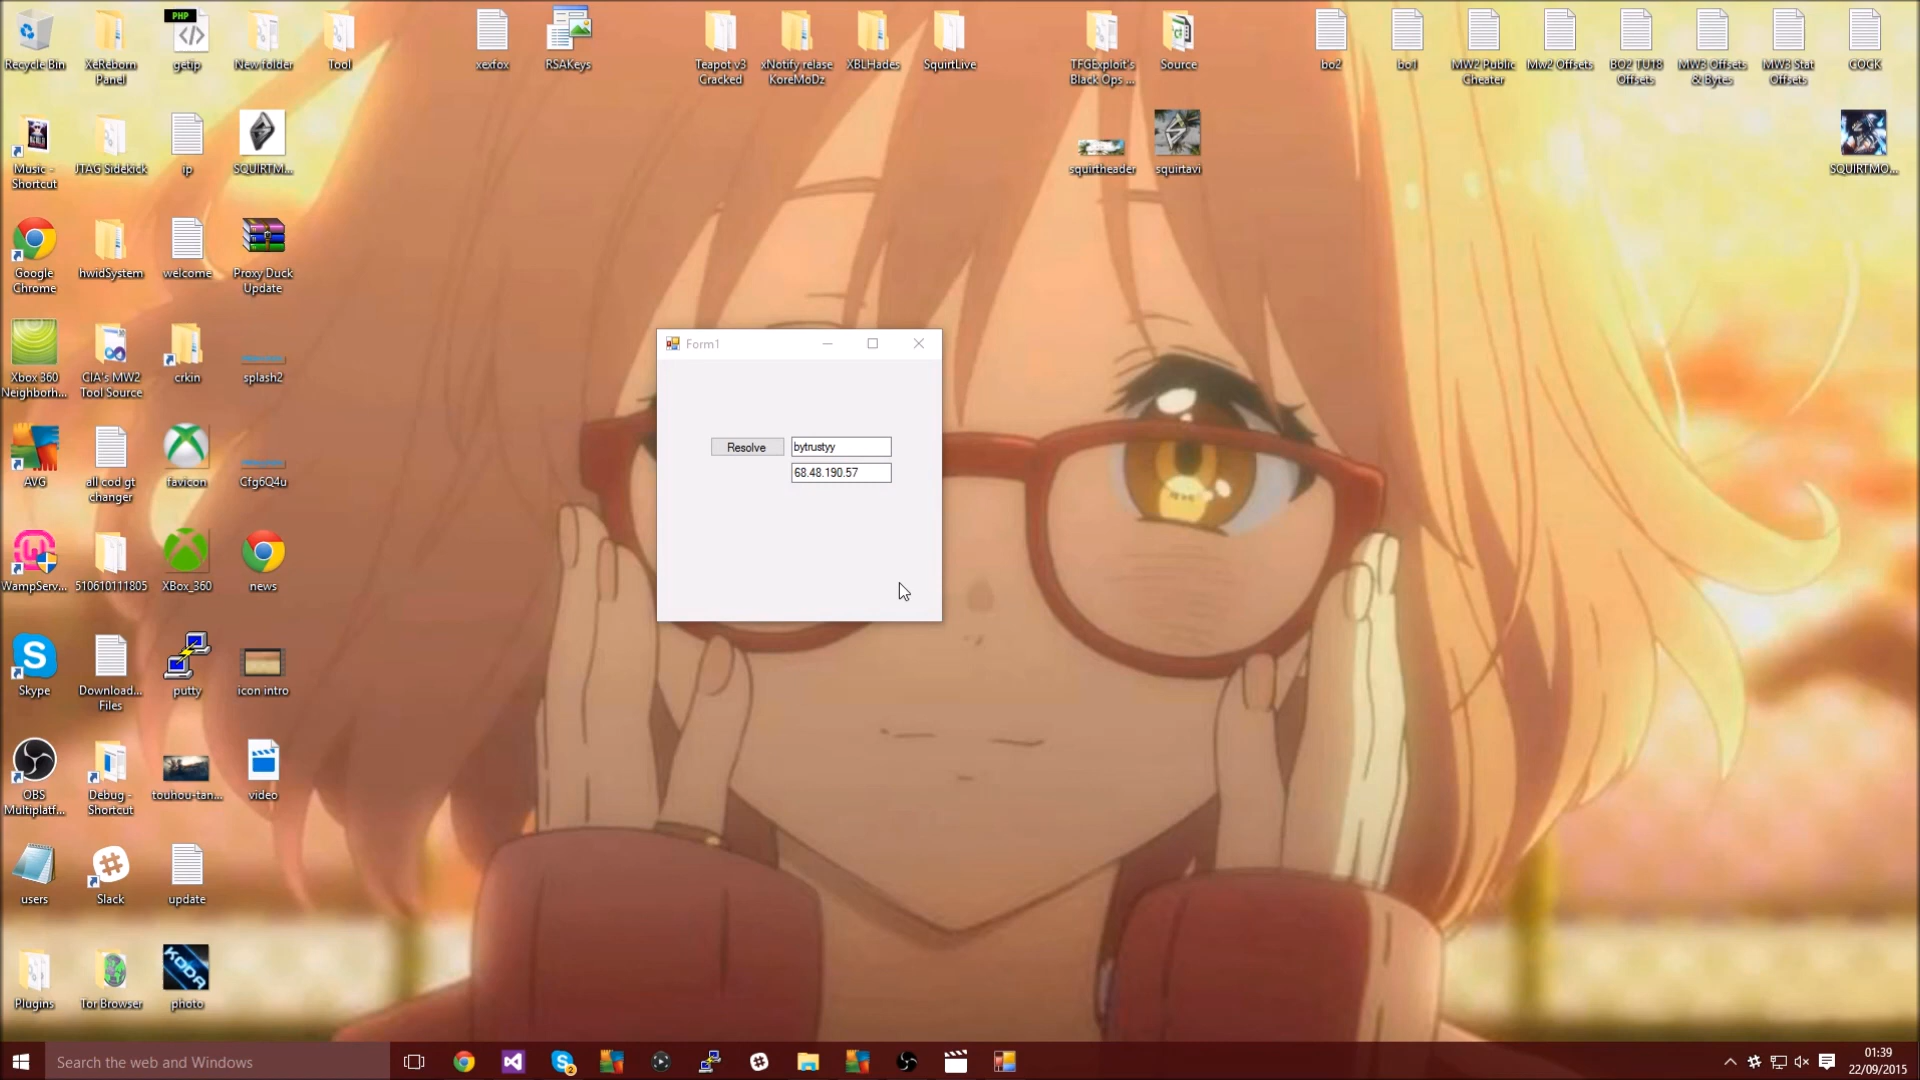 Recycle Bin
XeReborn
Panel
getip
New folder
Tool
xexfox
RSAKeys
Teapot v3
Cracked
xNotify relase
KoreMoDz
XBLHades
SquirtLive
TFGExploit's
Black Ops ...
Source
bo2
bo1
MW2 Public
Cheater
Mw2 Offsets
BO2 TU18
Offsets
MW3 Offsets
& Bytes
MW3 Stat
Offsets
COCK
PHP
Music -
Shortcut
JTAG Sidekick
ip
SQUIRTM...
squirtheader
squirtavi
SQUIRTMO...
Google
Chrome
hwidSystem
welcome
Proxy Duck
Update
Form1
Xbox 360
Neighborh...
CIA's MW2
Tool Source
crkin
splash2
Resolve
bytrustyy
68.48.190.57
AVG
all cod gt
changer
favicon
Cfg6Q4u
WampServ...
510610111805
XBox_360
news
Skype
Download...
Files
putty
icon intro
OBS
Multiplatf...
Debug -
Shortcut
touhou-tan...
video
users
Slack
update
Plugins
Tor Browser
KODA
photo
Search the web and Windows
2
01:39
22/09/2015